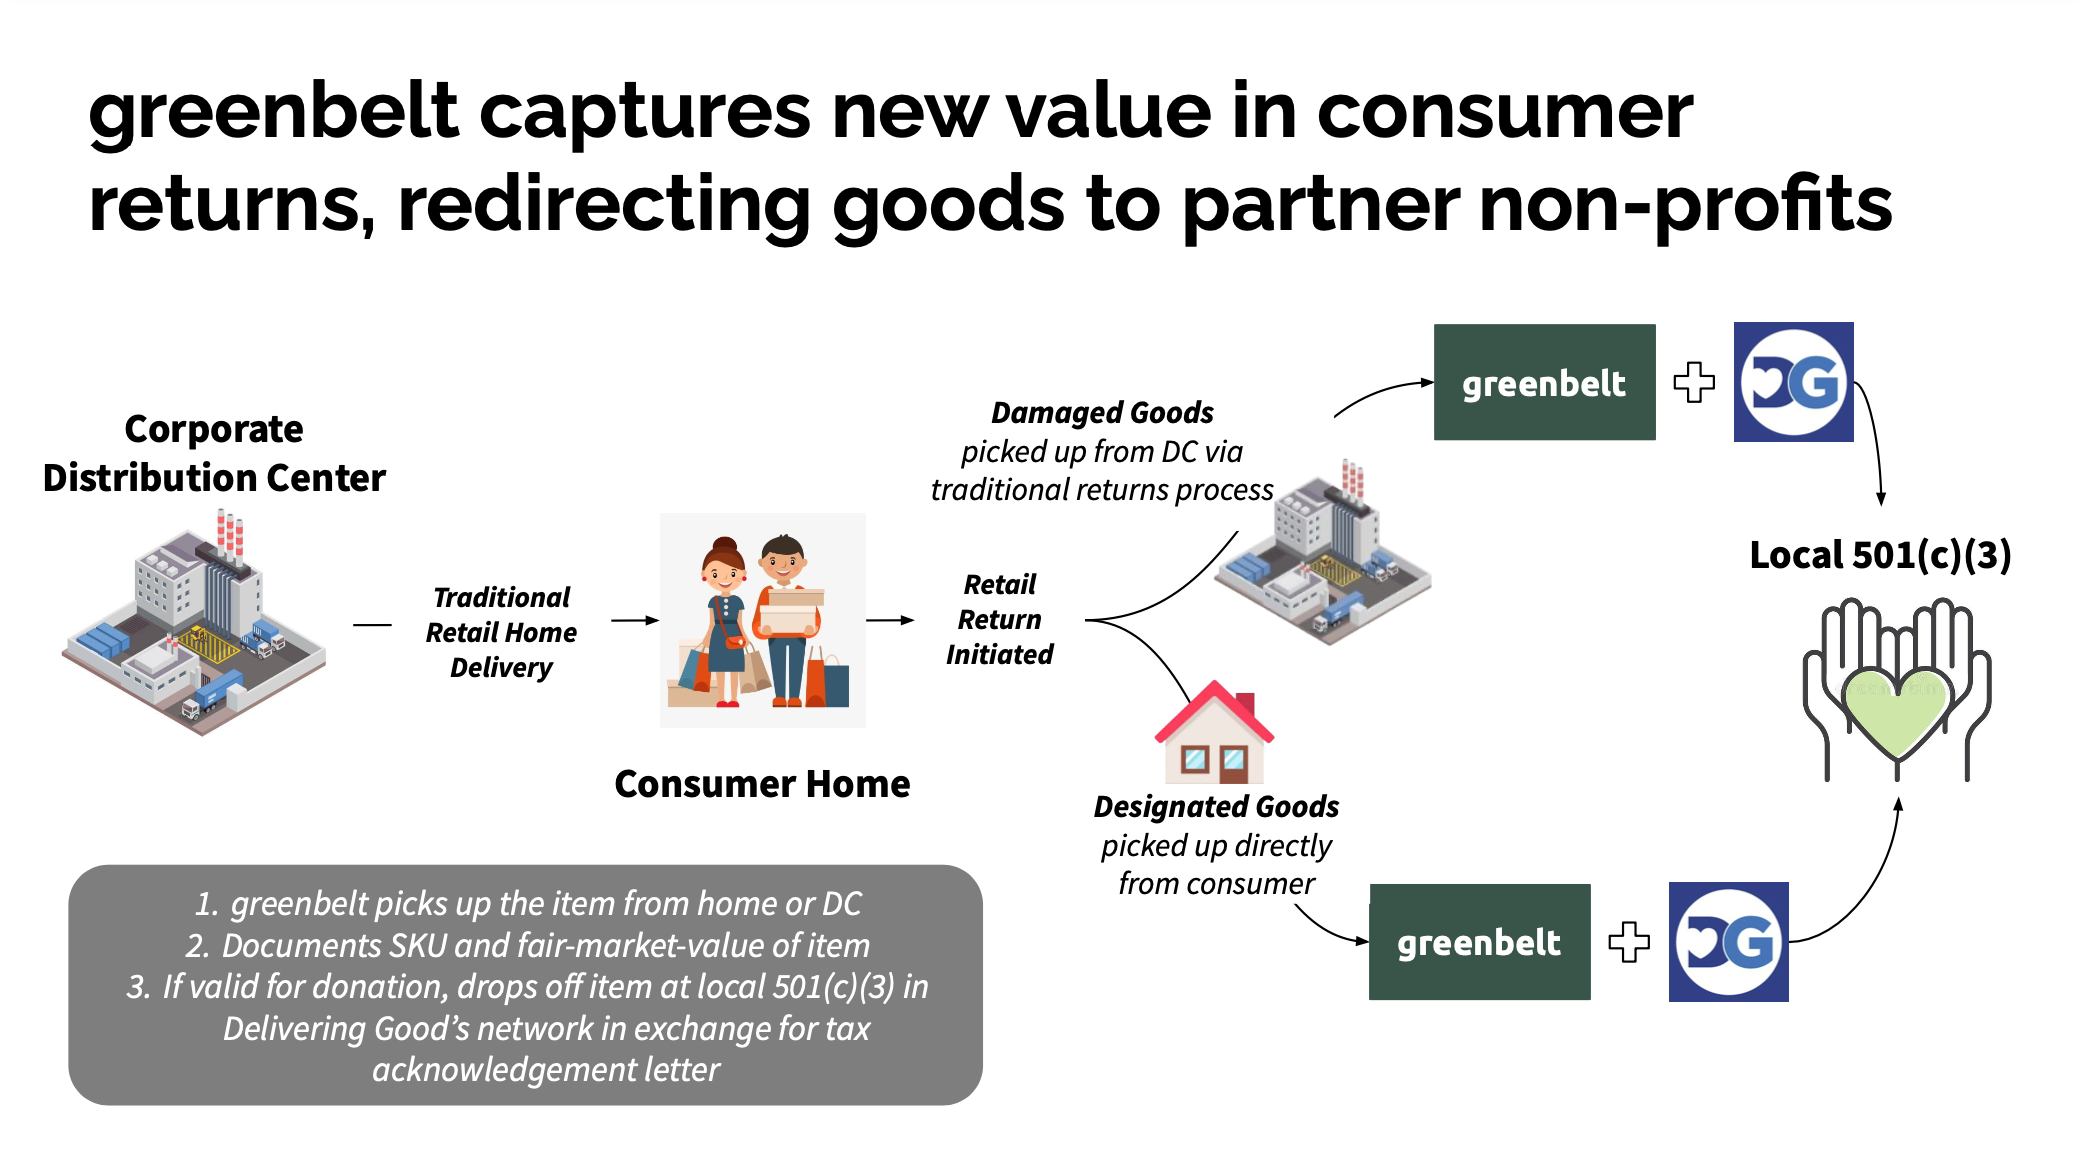 greenbelt captures new value in consumer
returns, redirecting goods to partner non-profits
Corporate
Distribution Center
Traditional
Retail Home
Delivery
Consumer Home
Retail
Return
Initiated
Damaged Goods
picked up from DC via
traditional returns process
greenbelt
DG
Local 501(c)(3)
Designated Goods
picked up directly
from consumer
greenbelt
DG
1. greenbelt picks up the item from home or DC
2. Documents SKU and fair-market-value of item
3. If valid for donation, drops off item at local 501(c)(3) in
Delivering Good's network in exchange for tax
acknowledgement letter